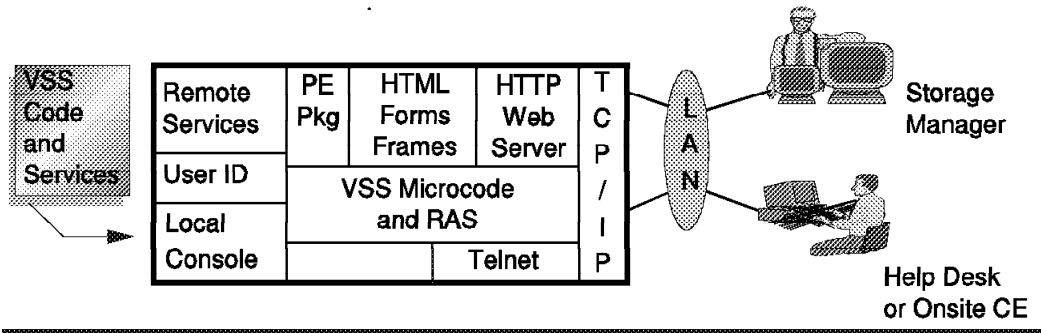 VSS
Code
and
Services
Remote
Services
User ID
Local
Console
PE
Pkg
HTML
Forms
Frames
HTTP
Web
Server
VSS Microcode
and RAS
Telnet
T
C
P
/
I
P
L
A
N
Storage
Manager
Help Desk
or Onsite CE